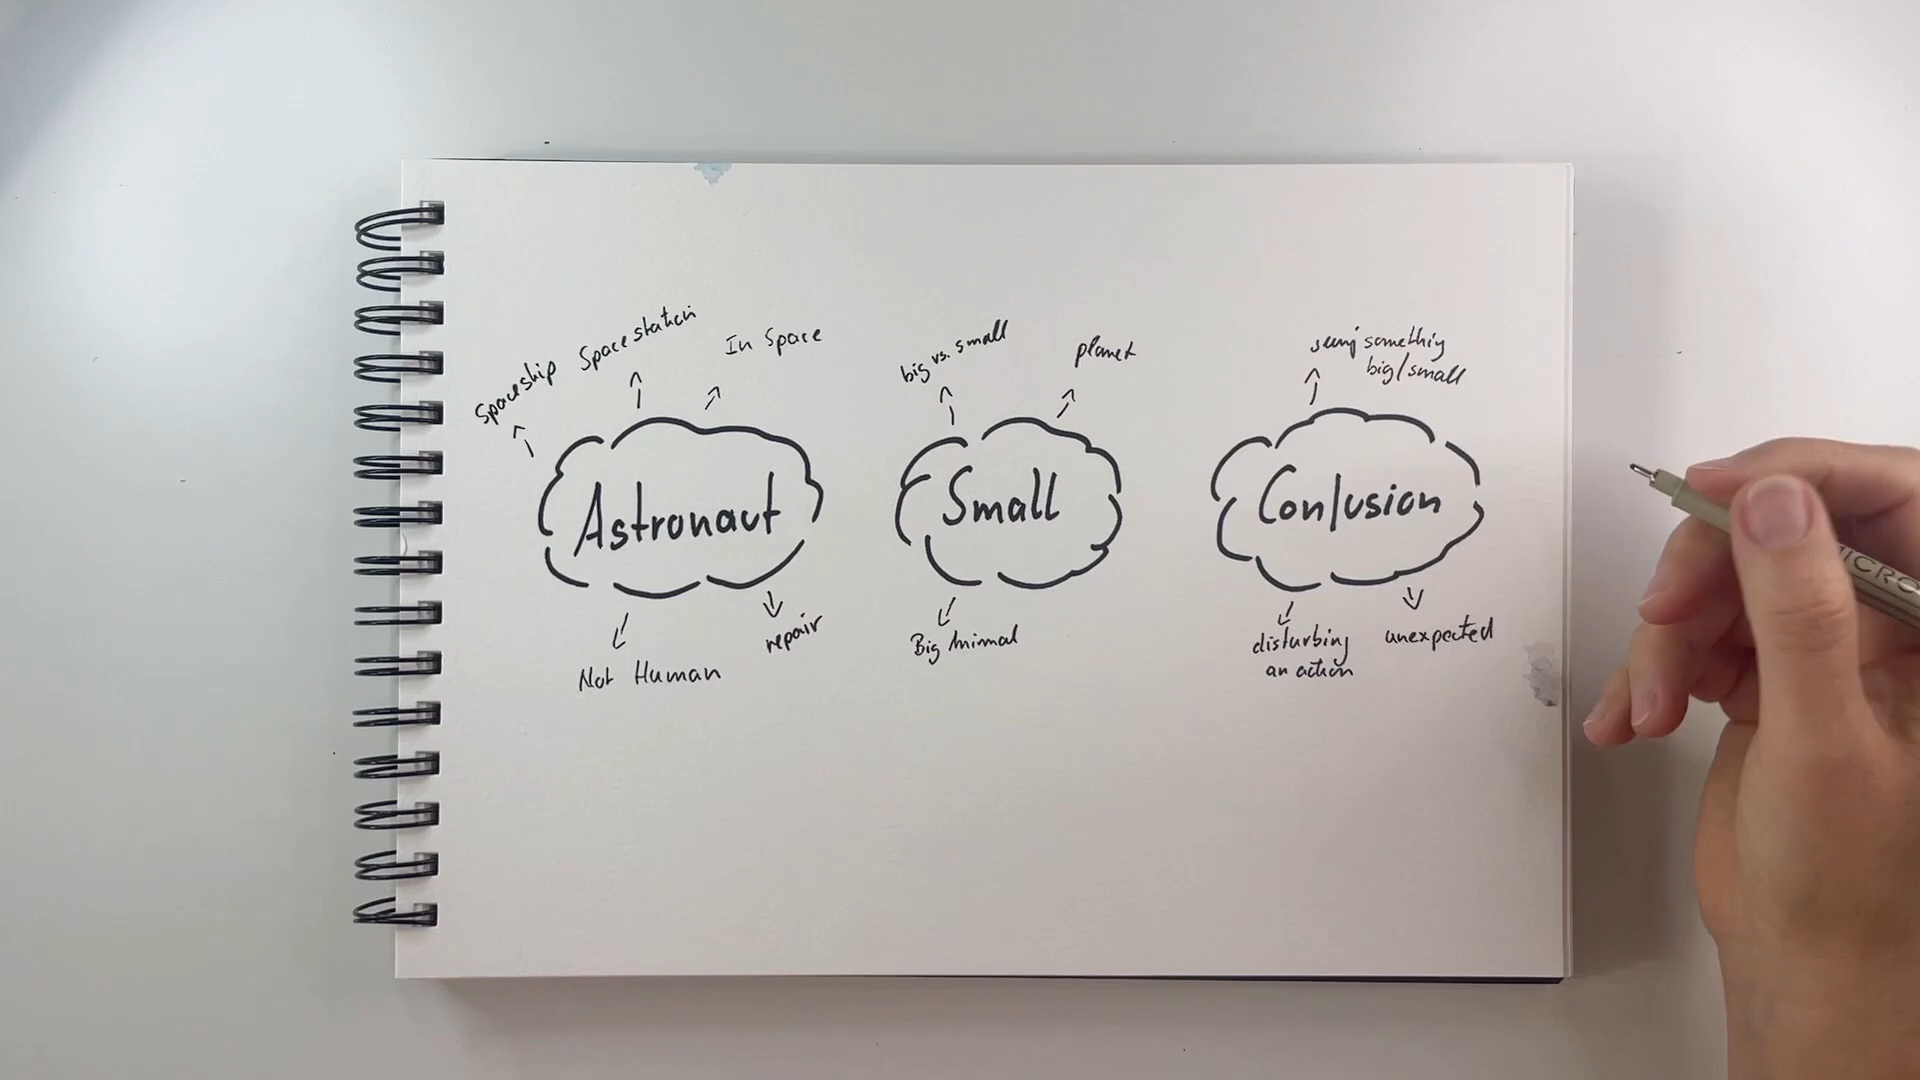 Spaceship
Spacestation
In Space
Astronaut
Not Human
repair
big vs. small
planet
Small
Big Animal
seeing something
big/small
Confusion
disturbing
an action
unexpected
MICRO